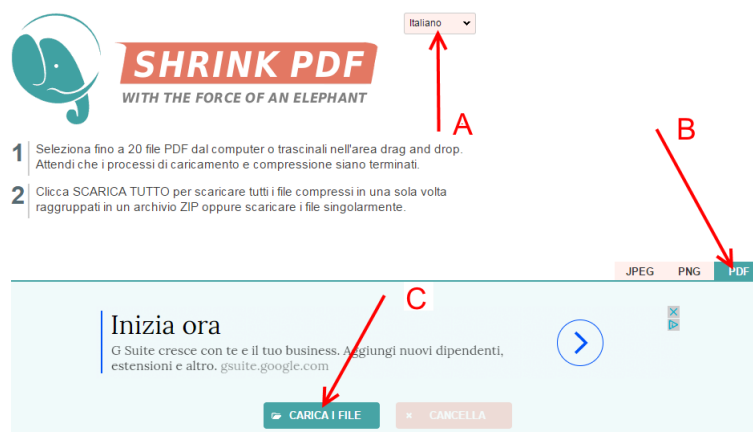 Italiano
SHRINK PDF
WITH THE FORCE OF AN ELEPHANT
A
B
1 Seleziona fino a 20 file PDF dal computer o trascinali nell'area drag and drop.
Attendi che i processi di caricamento e compressione siano terminati.
2 Clicca SCARICA TUTTO per scaricare tutti i file compressi in una sola volta
raggruppati in un archivio ZIP oppure scaricare i file singolarmente.
JPEG PNG PDF
C
Inizia ora
G Suite cresce con te e il tuo business. Aggiungi nuovi dipendenti,
estensioni e altro. gsuite.google.com
CARICA I FILE
× CANCELLA